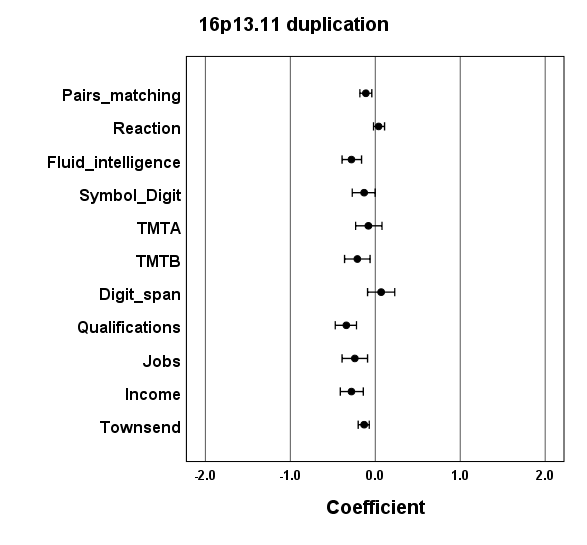 16p13.11 duplication
Pairs_matching
Reaction
Fluid_intelligence
Symbol_Digit
TMTA
TMTB
Digit_span
Qualifications
Jobs
Income
Townsend
-2.0 -1.0 0.0 1.0 2.0
Coefficient